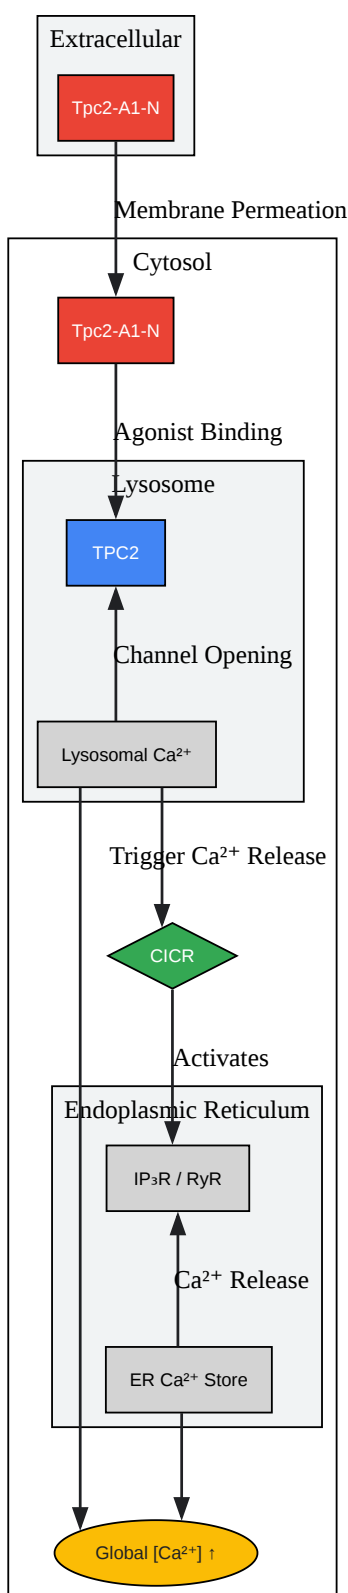 Extracellular
Tpc2-A1-N
Membrane Permeation
Cytosol
Tpc2-A1-N
Agonist Binding
Lysosome
TPC2
Channel Opening
Lysosomal Ca²⁺
Trigger Ca²⁺ Release
CICR
Activates
Endoplasmic Reticulum
IP₃R / RyR
Ca²⁺ Release
ER Ca²⁺ Store
Global [Ca²⁺] ↑